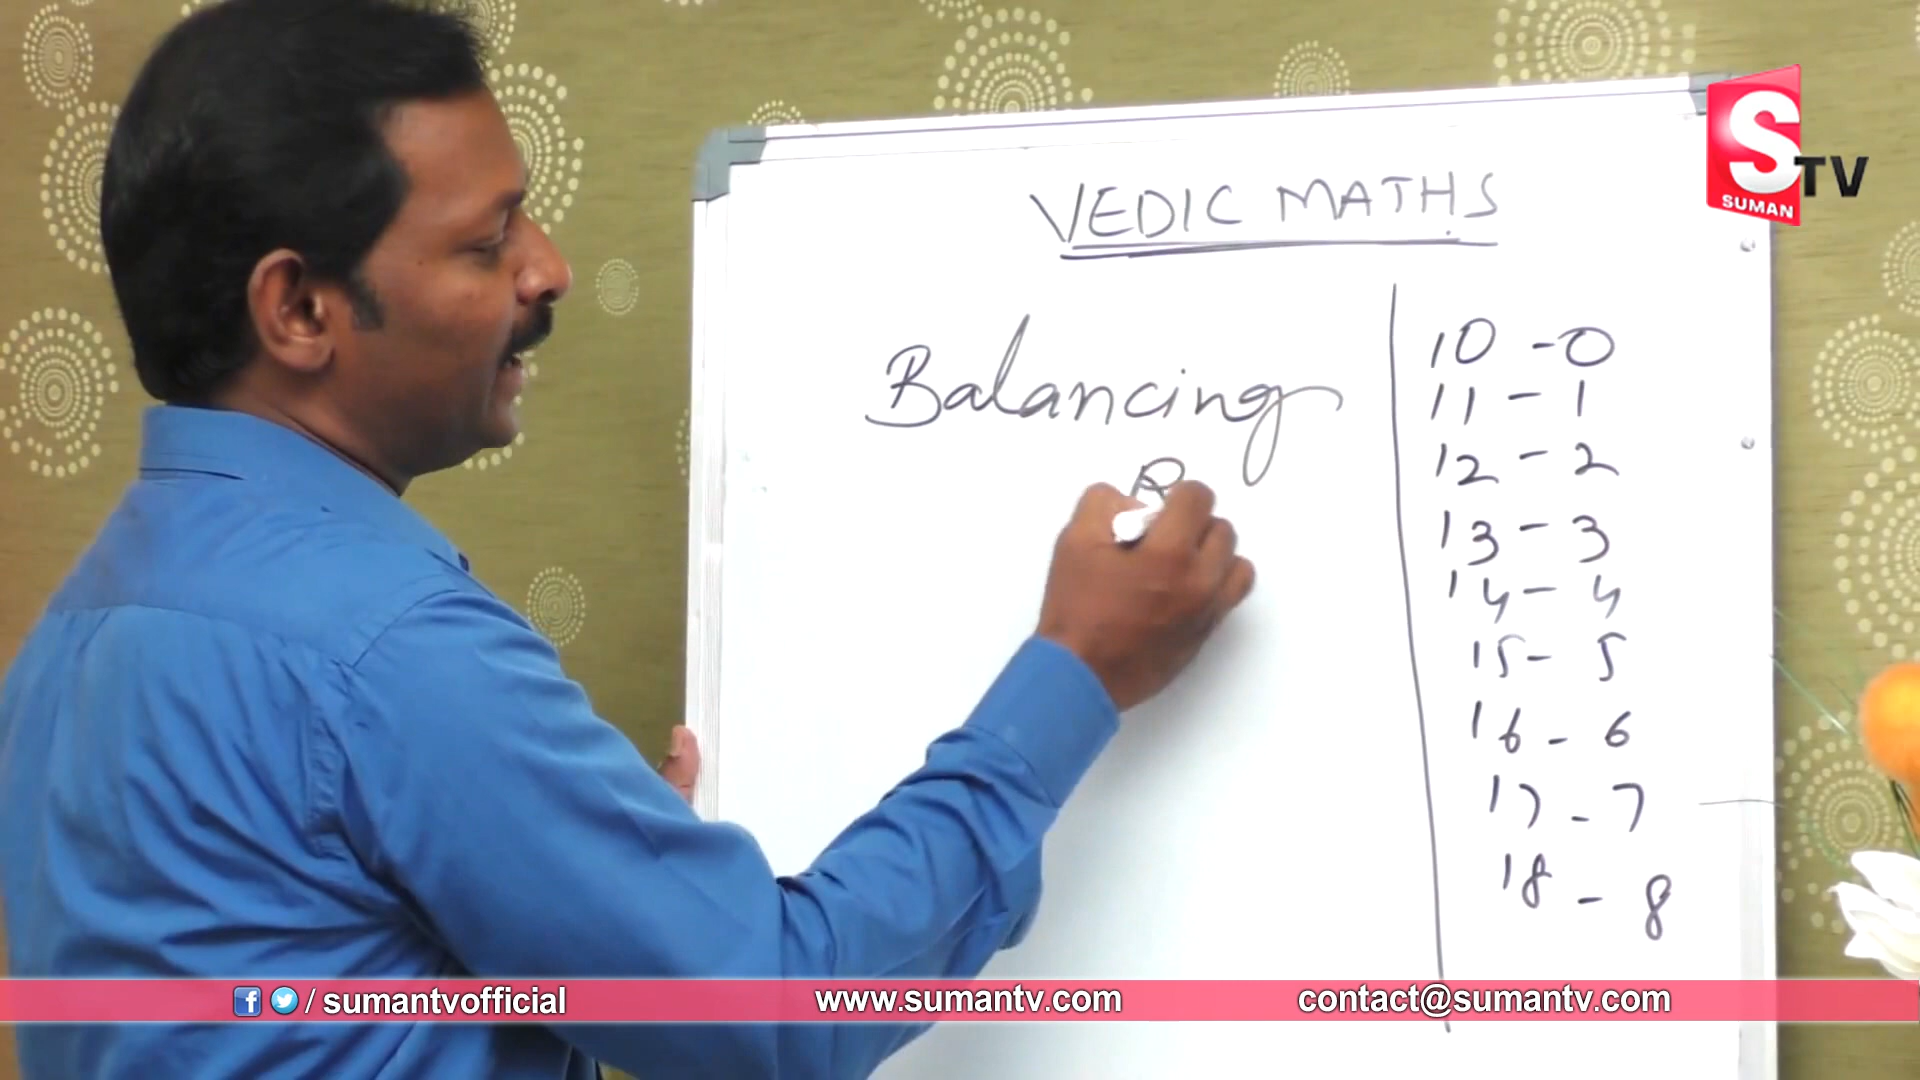 VEDIC MATHS
Balancing
R
10 - 0
11 - 1
12 - 2
13 - 3
14 - 4
15 - 5
16 - 6
17 - 7
18 - 8
S TV
SUMAN
/ sumantvofficial
www.sumantv.com
contact@sumantv.com